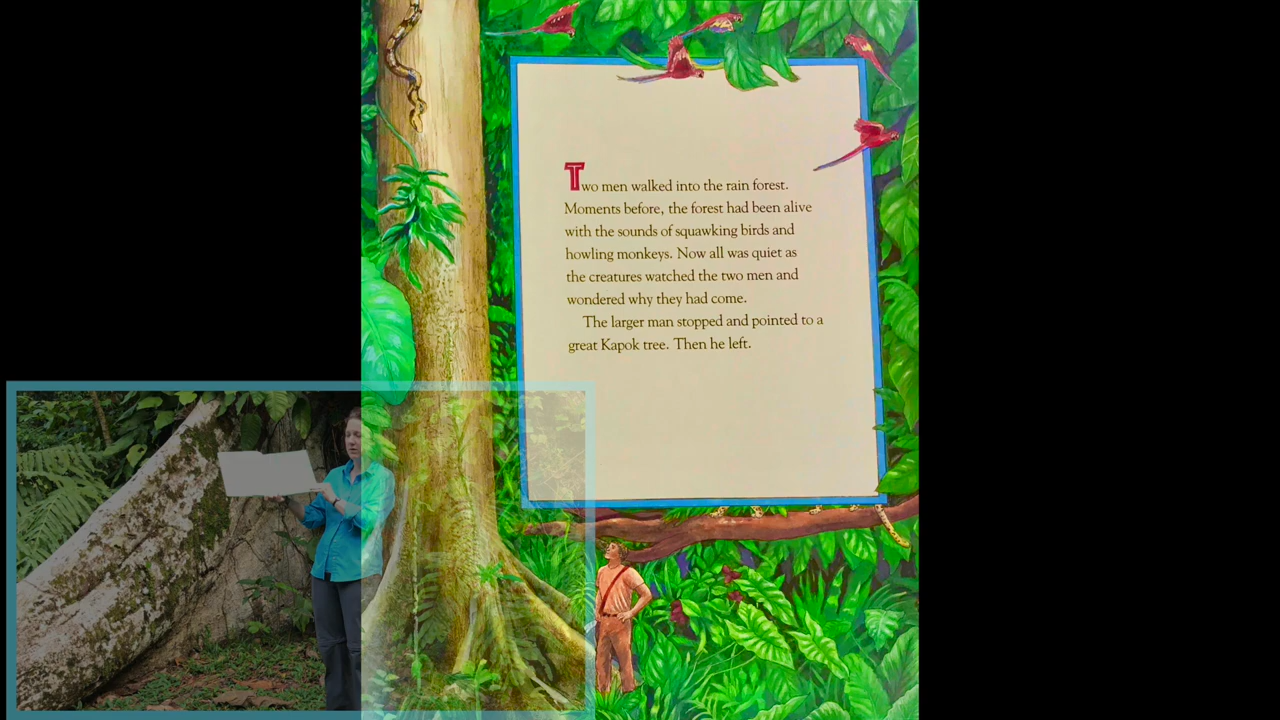 Two men walked into the rain forest.
Moments before, the forest had been alive
with the sounds of squawking birds and
howling monkeys. Now all was quiet as
the creatures watched the two men and
wondered why they had come.
The larger man stopped and pointed to a
great Kapok tree. Then he left.